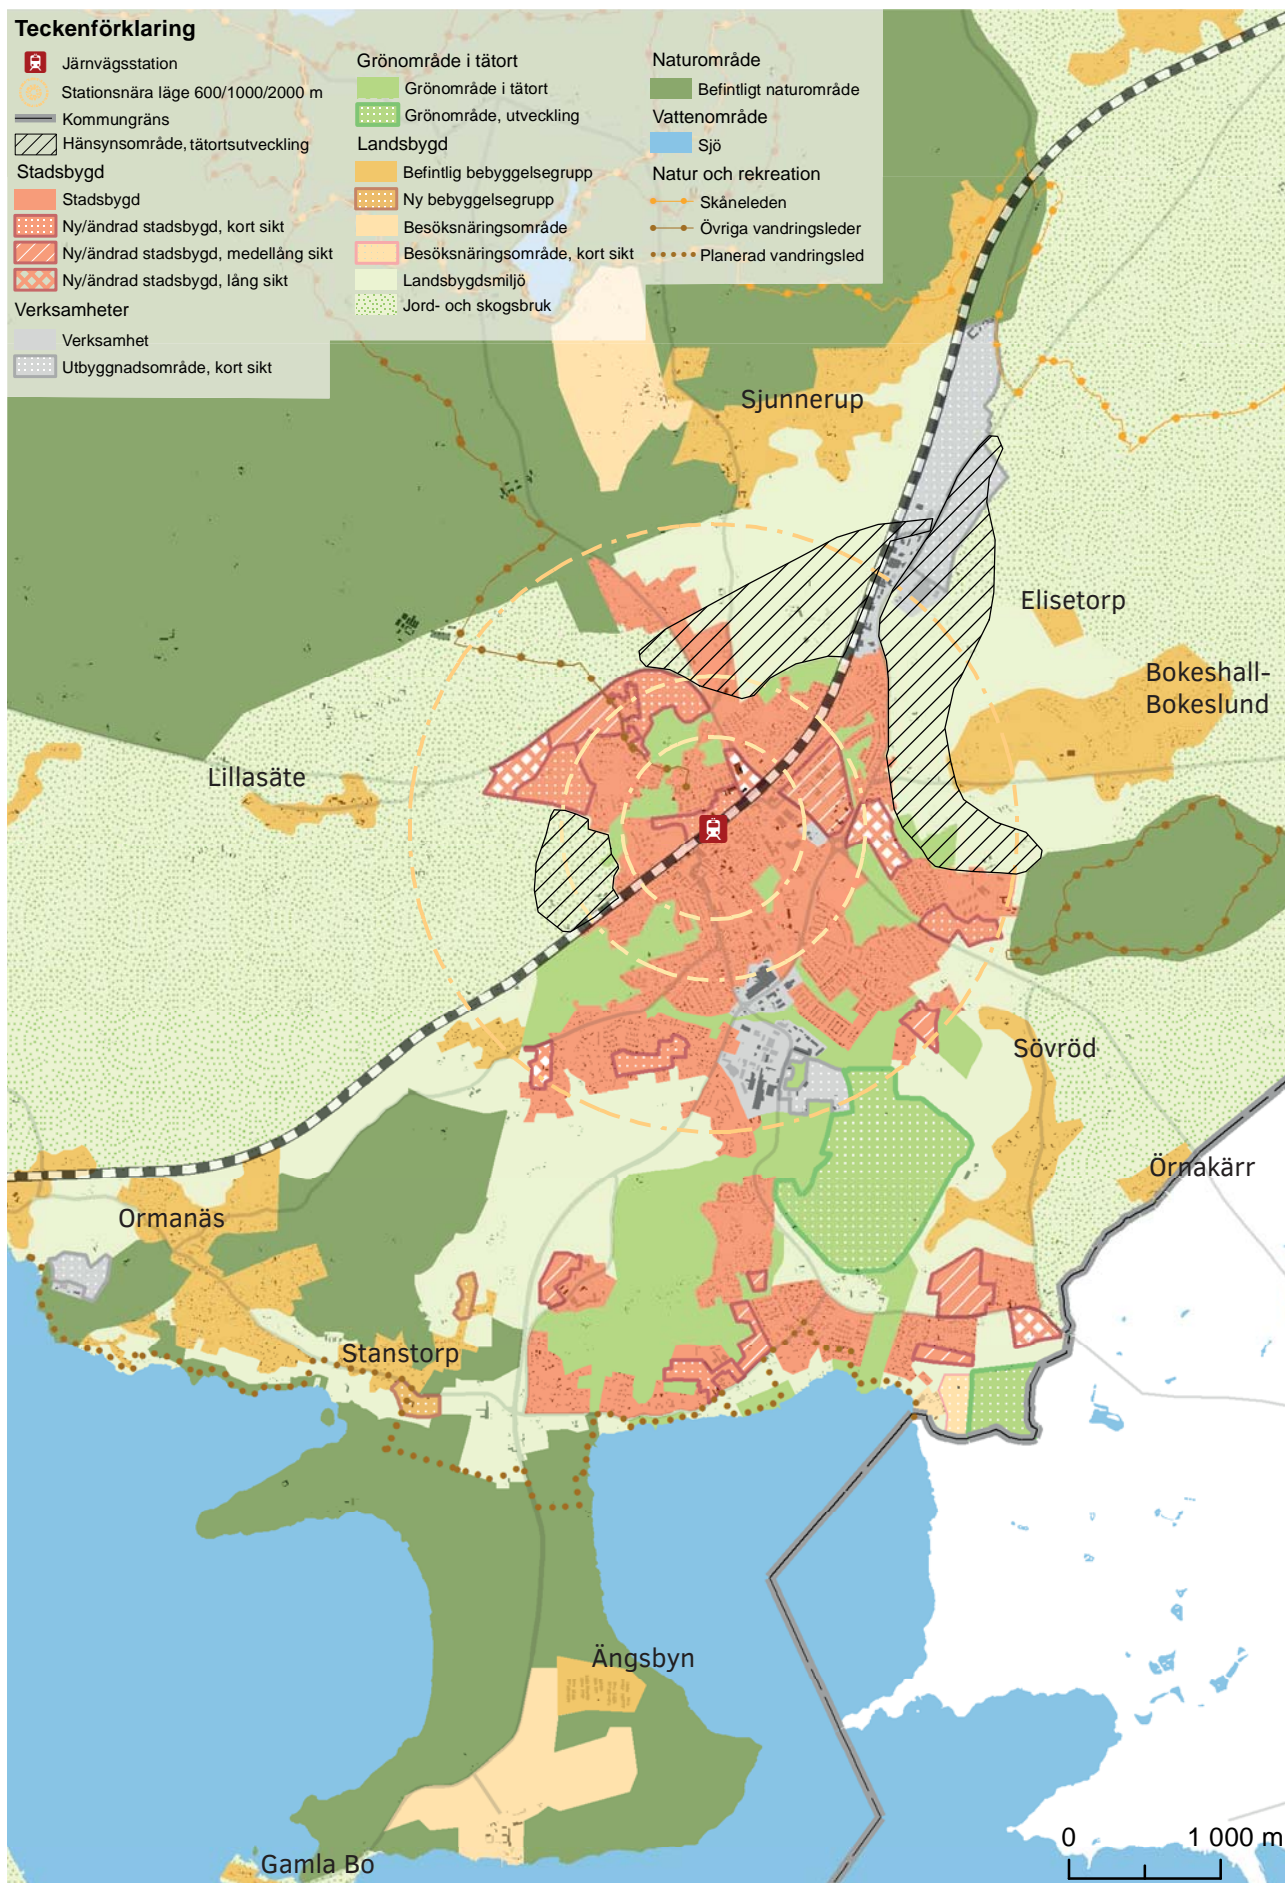 Teckenförklaring
Järnvägsstation
Stationsnära läge 600/1000/2000 m
Kommungräns
Hänsynsområde, tätortsutveckling
Stadsbygd
Stadsbygd
Ny/ändrad stadsbygd, kort sikt
Ny/ändrad stadsbygd, medellång sikt
Ny/ändrad stadsbygd, lång sikt
Verksamheter
Verksamhet
Utbyggnadsområde, kort sikt
Grönområde i tätort
Grönområde i tätort
Grönområde, utveckling
Landsbygd
Befintlig bebyggelsegrupp
Ny bebyggelsegrupp
Besöksnäringsområde
Besöksnäringsområde, kort sikt
Landsbygdsmiljö
Jord- och skogsbruk
Naturområde
Befintligt naturområde
Vattenområde
Sjö
Natur och rekreation
Skåneleden
Övriga vandringsleder
Planerad vandringsled
Sjunnerup
Elisetorp
Bokeshall-
Bokeslund
Lillasäte
Sövröd
Örnakärr
Ormanäs
Stanstorp
Ängsbyn
Gamla Bo
0 1 000 m